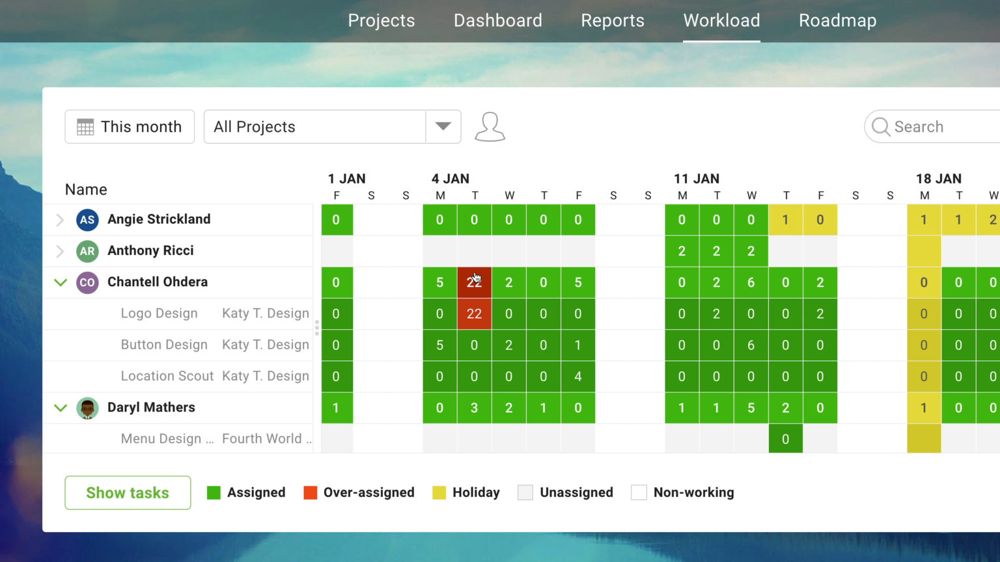 Projects Dashboard Reports Workload Roadmap
This month All Projects Search
1 JAN 4 JAN 11 JAN 18 JAN
Name F S S M T W T F S S M T W T F S S M T W
AS Angie Strickland 0 0 0 0 0 0 0 0 0 1 0 1 1 2
AR Anthony Ricci 2 2 2
CO Chantell Ohdera 0 5 22 2 0 5 0 2 6 0 2 0 0 0
Logo Design Katy T. Design 0 0 22 0 0 0 0 2 0 0 2 0 0 0
Button Design Katy T. Design 0 5 0 2 0 1 0 0 6 0 0 0 0 0
Location Scout Katy T. Design 0 0 0 0 0 4 0 0 0 0 0 0 0 0
Daryl Mathers 1 0 3 2 1 0 1 1 5 2 0 1 0 0
Menu Design ... Fourth World .. 0
Show tasks Assigned Over-assigned Holiday Unassigned Non-working